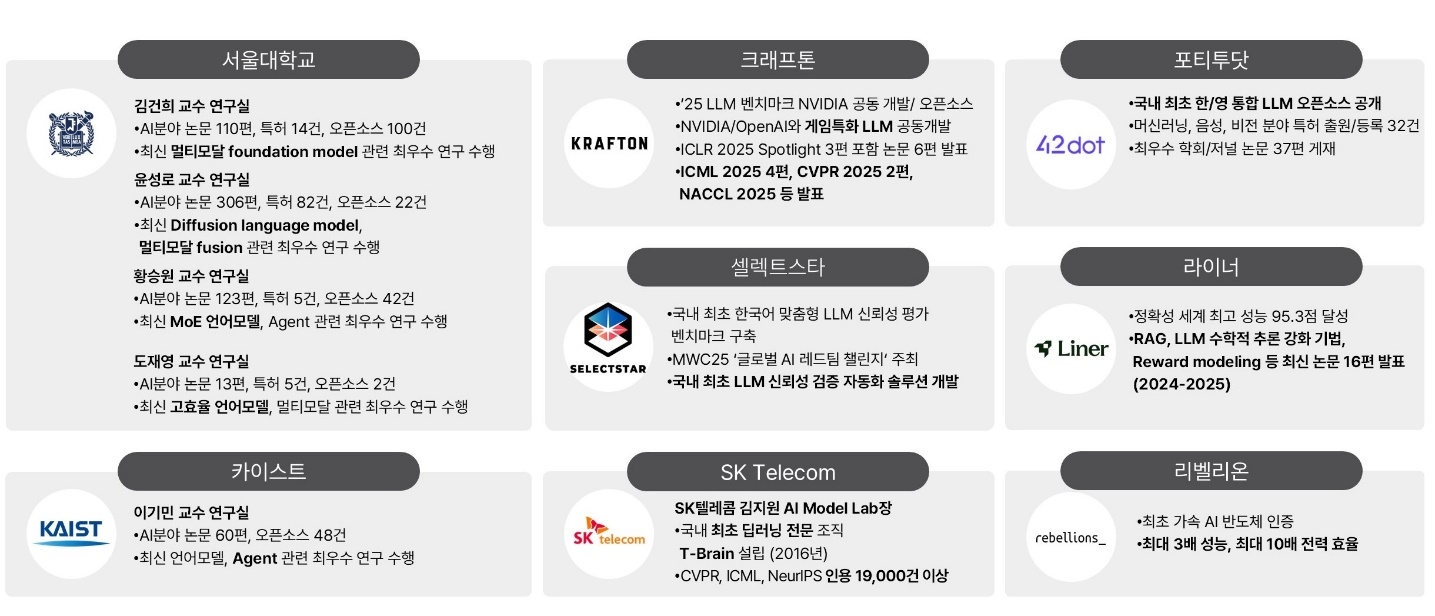 서울대학교
김건희 교수 연구실
•AI분야 논문 110편, 특허 14건, 오픈소스 100건
•최신 멀티모달 foundation model 관련 최우수 연구 수행
윤성로 교수 연구실
•AI분야 논문 306편, 특허 82건, 오픈소스 22건
•최신 Diffusion language model,
멀티모달 fusion 관련 최우수 연구 수행
황승원 교수 연구실
•AI분야 논문 123편, 특허 5건, 오픈소스 42건
•최신 MoE 언어모델, Agent 관련 최우수 연구 수행
도재영 교수 연구실
•AI분야 논문 13편, 특허 5건, 오픈소스 2건
•최신 고효율 언어모델, 멀티모달 관련 최우수 연구 수행
크래프톤
KRAFTON
•'25 LLM 벤치마크 NVIDIA 공동 개발/ 오픈소스
•NVIDIA/OpenAI와 게임특화 LLM 공동개발
•ICLR 2025 Spotlight 3편 포함 논문 6편 발표
•ICML 2025 4편, CVPR 2025 2편,
NACCL 2025 등 발표
포티투닷
42dot
•국내 최초 한/영 통합 LLM 오픈소스 공개
•머신러닝, 음성, 비전 분야 특허 출원/등록 32건
•최우수 학회/저널 논문 37편 게재
셀렉트스타
SELECTSTAR
•국내 최초 한국어 맞춤형 LLM 신뢰성 평가
벤치마크 구축
•MWC25 '글로벌 AI 레드팀 챌린지' 주최
•국내 최초 LLM 신뢰성 검증 자동화 솔루션 개발
라이너
Liner
•정확성 세계 최고 성능 95.3점 달성
•RAG, LLM 수학적 추론 강화 기법,
Reward modeling 등 최신 논문 16편 발표
(2024-2025)
카이스트
KAIST
이기민 교수 연구실
•AI분야 논문 60편, 오픈소스 48건
•최신 언어모델, Agent 관련 최우수 연구 수행
SK Telecom
SK telecom
SK텔레콤 김지원 AI Model Lab장
•국내 최초 딥러닝 전문 조직
T-Brain 설립 (2016년)
•CVPR, ICML, NeurIPS 인용 19,000건 이상
리벨리온
rebellions_
•최초 가속 AI 반도체 인증
•최대 3배 성능, 최대 10배 전력 효율